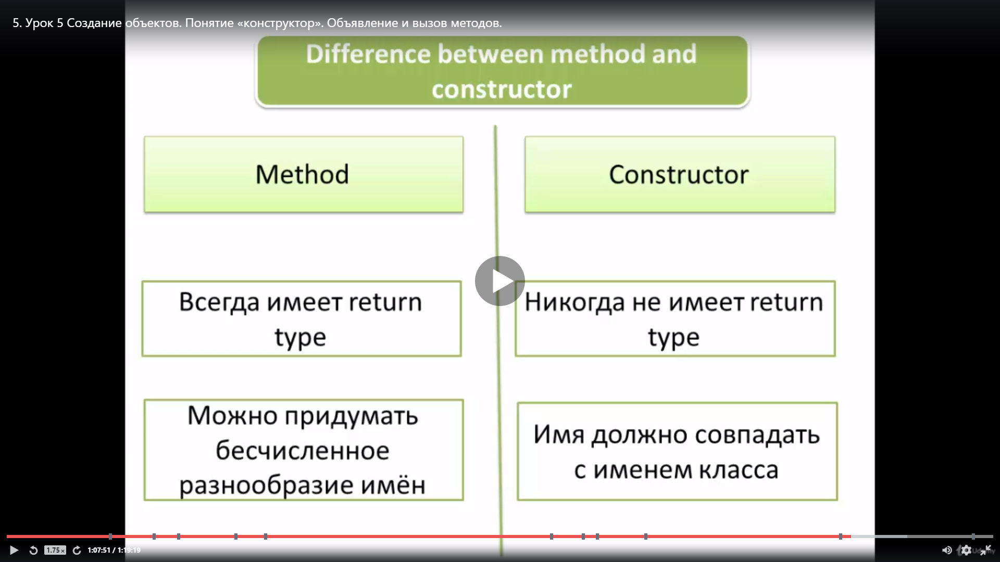 5. Урок 5 Создание объектов. Понятие «конструктор». Объявление и вызов методов.
Difference between method and
constructor
Method
Constructor
Всегда имеет return
type
Никогда не имеет return
type
Можно придумать
бесчисленное
разнообразие имён
Имя должно совпадать
с именем класса
1.75×
1:07:51 / 1:19:19